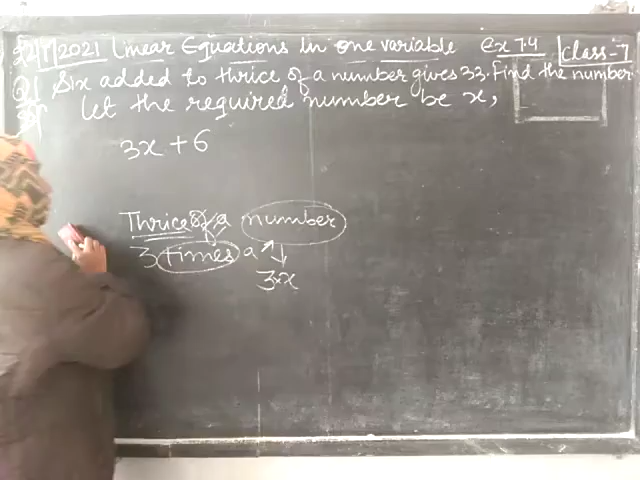 2021 Linear Equations In one variable Ex 7.4 Class-7
Q1 Six added to thrice of a number gives 33. Find the number
Let the required number be x,
3x + 6
Thrice of a number
3 times a
3×x